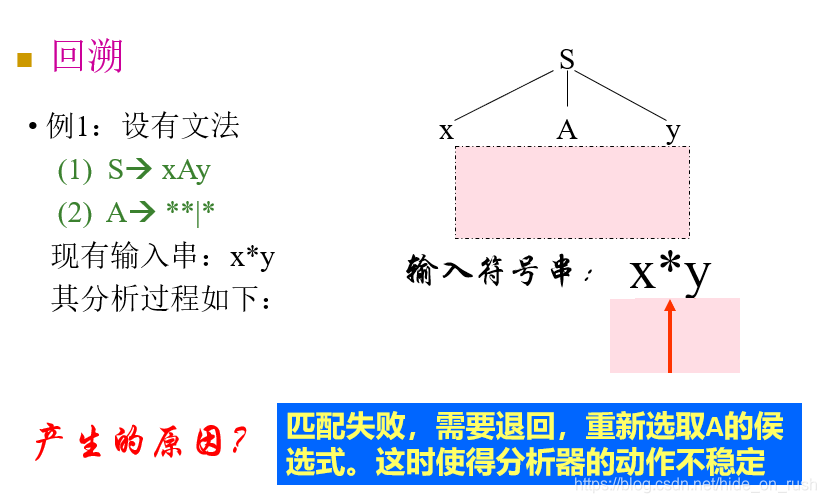 回溯
S
• 例1：设有文法
x A y
(1) S→ xAy
(2) A→ **|*
现有输入串：x*y
输入符号串： x*y
其分析过程如下：
产生的原因？
匹配失败，需要退回，重新选取A的侯
选式。这时使得分析器的动作不稳定
https://blog.csdn.net/hide_on_rush